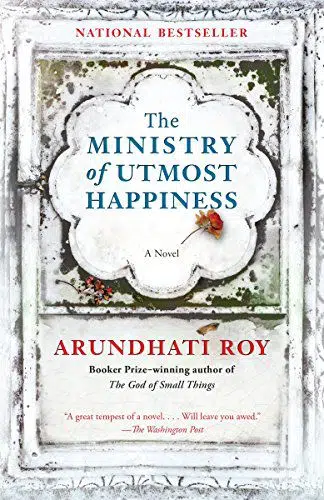 NATIONAL BESTSELLER
The
MINISTRY
of UTMOST
HAPPINESS
A Novel
ARUNDHATI ROY
Booker Prize–winning author of
The God of Small Things
“A great tempest of a novel. . . . Will leave you awed.”
—The Washington Post